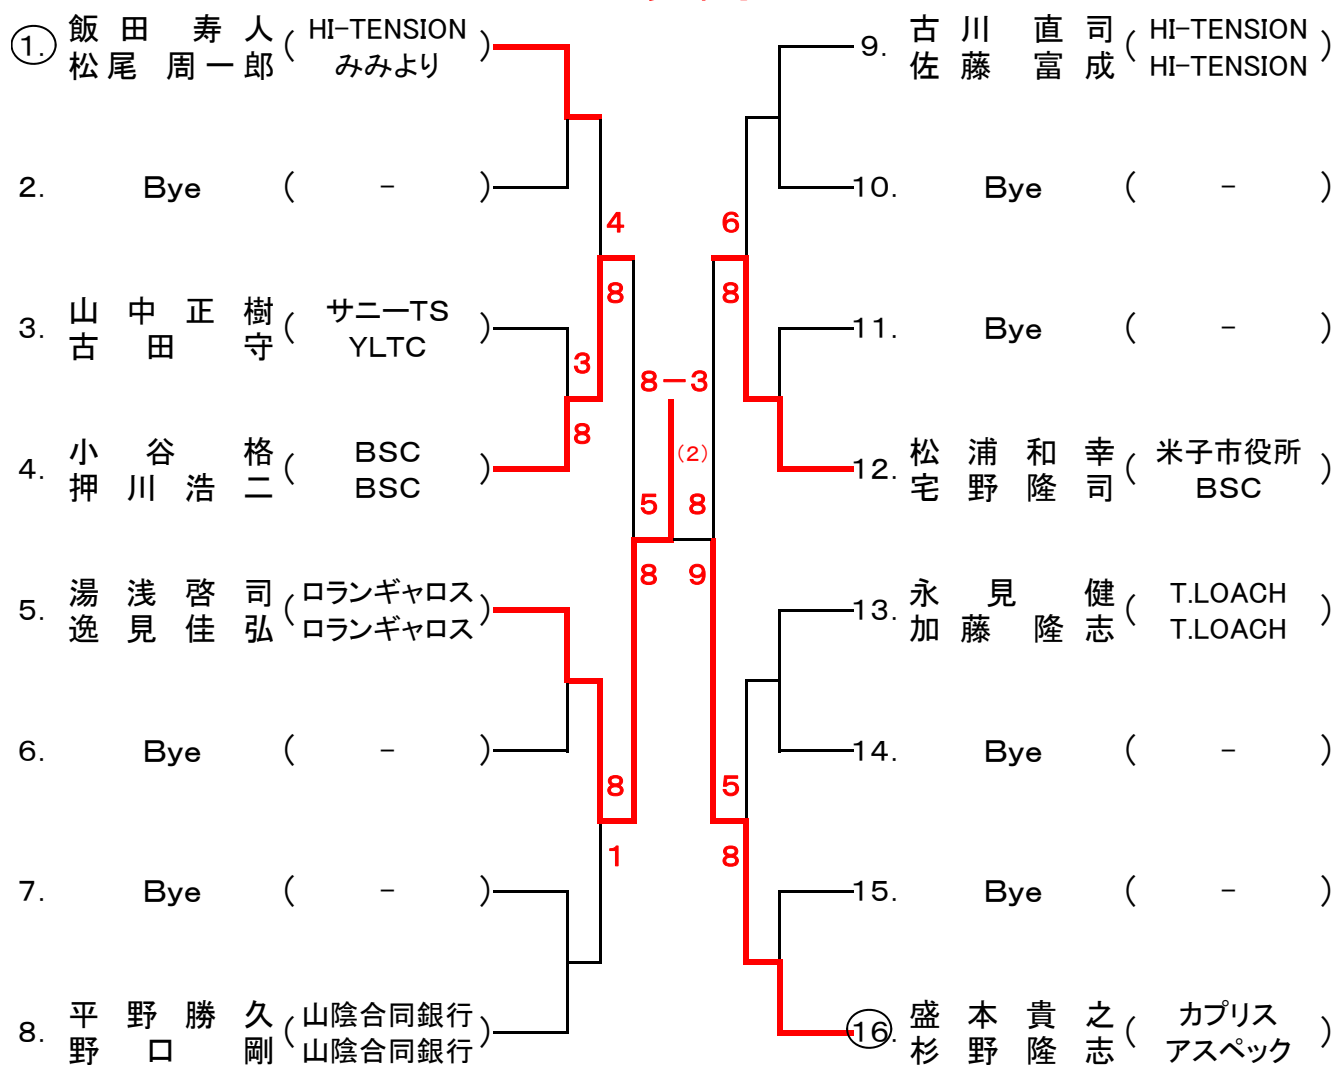 1. 飯田 寿人 ( HI-TENSION )
松尾 周一郎 みみより
2. Bye ( - )
4
8
3. 山中正樹 ( サニーTS )
古田守 YLTC
3
8
4. 小谷格 ( BSC )
押川浩二 BSC
5. 湯浅啓司 ( ロランギャロス )
逸見佳弘 ロランギャロス
6. Bye ( - )
8
1
7. Bye ( - )
8. 平野勝久 ( 山陰合同銀行 )
野口剛 山陰合同銀行
8-3
(2)
5 8
8 9
9. 古川 直司 ( HI-TENSION )
佐藤 富成 HI-TENSION
10. Bye ( - )
6
8
11. Bye ( - )
12. 松浦和幸 ( 米子市役所 )
宅野隆司 BSC
13. 永見健 ( T.LOACH )
加藤 隆志 T.LOACH
14. Bye ( - )
5
8
15. Bye ( - )
16. 盛本貴之 ( カプリス )
杉野隆志 アスペック